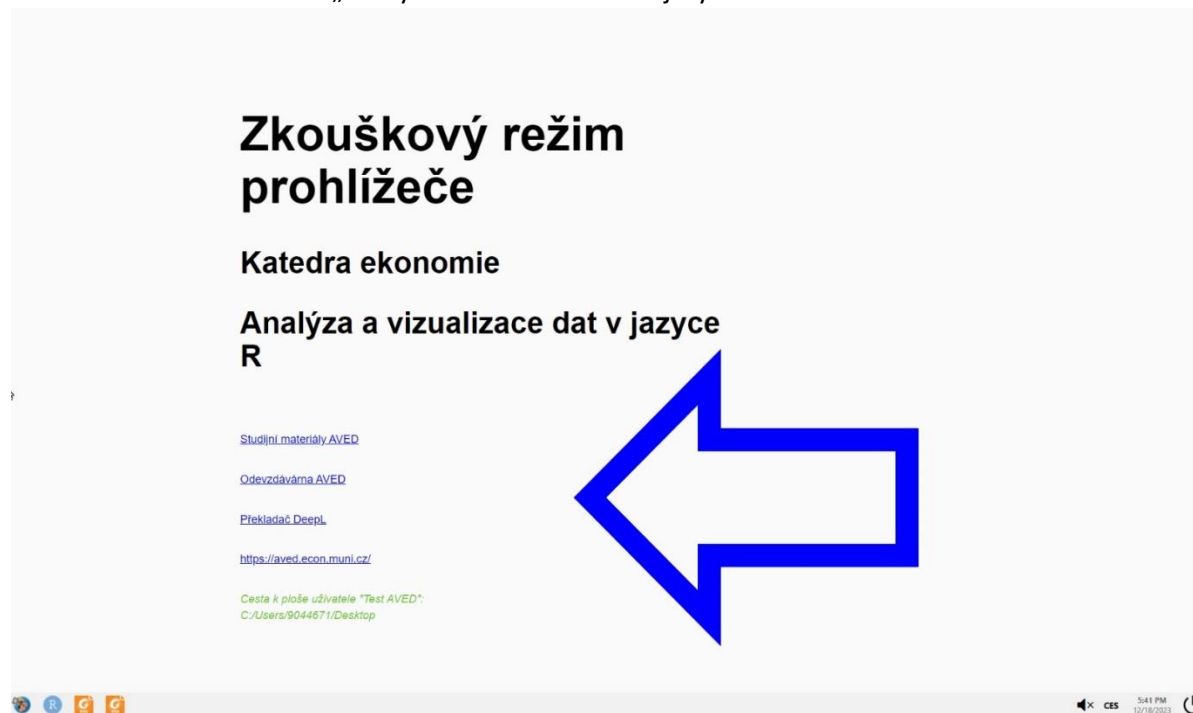 Zkouškový režim
prohlížeče
Katedra ekonomie
Analýza a vizualizace dat v jazyce
R
Studijní materiály AVED
Odevzdávárna AVED
Překladač DeepL
https://aved.econ.muni.cz/
Cesta k ploše uživatele "Test AVED":
C:/Users/9044671/Desktop
R G G CES 5:41 PM
12/18/2023